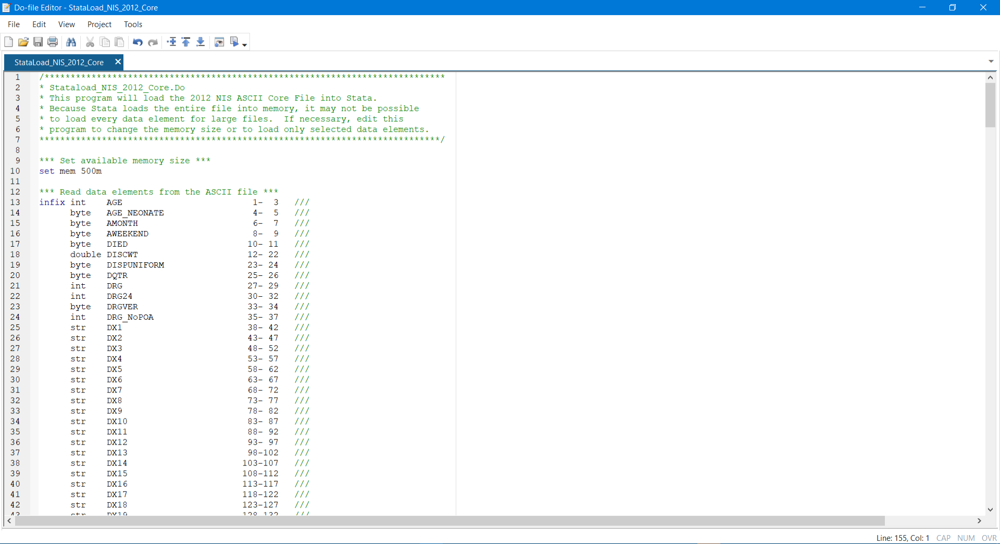 Do-file Editor - StataLoad_NIS_2012_Core
File Edit View Project Tools
StataLoad_NIS_2012_Core
1 /*****************************************************************************
2 * Stataload_NIS_2012_Core.Do
3 * This program will load the 2012 NIS ASCII Core File into Stata.
4 * Because Stata loads the entire file into memory, it may not be possible
5 * to load every data element for large files.  If necessary, edit this
6 * program to change the memory size or to load only selected data elements.
7 *****************************************************************************/
8
9 *** Set available memory size ***
10 set mem 500m
11
12 *** Read data elements from the ASCII file ***
13 infix int    AGE                         1-  3   ///
14       byte   AGE_NEONATE                 4-  5   ///
15       byte   AMONTH                      6-  7   ///
16       byte   AWEEKEND                    8-  9   ///
17       byte   DIED                       10- 11   ///
18       double DISCWT                     12- 22   ///
19       byte   DISPUNIFORM                23- 24   ///
20       byte   DQTR                       25- 26   ///
21       int    DRG                        27- 29   ///
22       int    DRG24                      30- 32   ///
23       byte   DRGVER                     33- 34   ///
24       int    DRG_NoPOA                  35- 37   ///
25       str    DX1                        38- 42   ///
26       str    DX2                        43- 47   ///
27       str    DX3                        48- 52   ///
28       str    DX4                        53- 57   ///
29       str    DX5                        58- 62   ///
30       str    DX6                        63- 67   ///
31       str    DX7                        68- 72   ///
32       str    DX8                        73- 77   ///
33       str    DX9                        78- 82   ///
34       str    DX10                       83- 87   ///
35       str    DX11                       88- 92   ///
36       str    DX12                       93- 97   ///
37       str    DX13                       98-102   ///
38       str    DX14                      103-107   ///
39       str    DX15                      108-112   ///
40       str    DX16                      113-117   ///
41       str    DX17                      118-122   ///
42       str    DX18                      123-127   ///
43       str    DX19                      128-132   ///
Line: 155, Col: 1 CAP NUM OVR